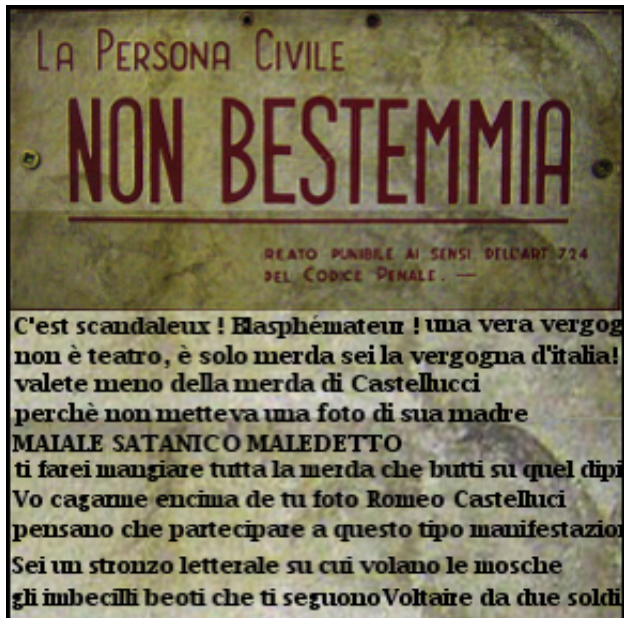 LA PERSONA CIVILE
NON BESTEMMIA
REATO PUNIBILE AI SENSI DELL'ART 724
DEL CODICE PENALE. —
C'est scandaleux ! Blasphémateur ! una vera vergog
non è teatro, è solo merda sei la vergogna d'italia!
valete meno della merda di Castellucci
perchè non metteva una foto di sua madre
MAIALE SATANICO MALEDETTO
ti farei mangiare tutta la merda che butti su quel dipi
Vo cagarme encima de tu foto Romeo Castelluci
pensano che partecipare a questo tipo manifestazion
Sei un stronzo letterale su cui volano le mosche
gli imbecilli beoti che ti seguono Voltaire da due soldi